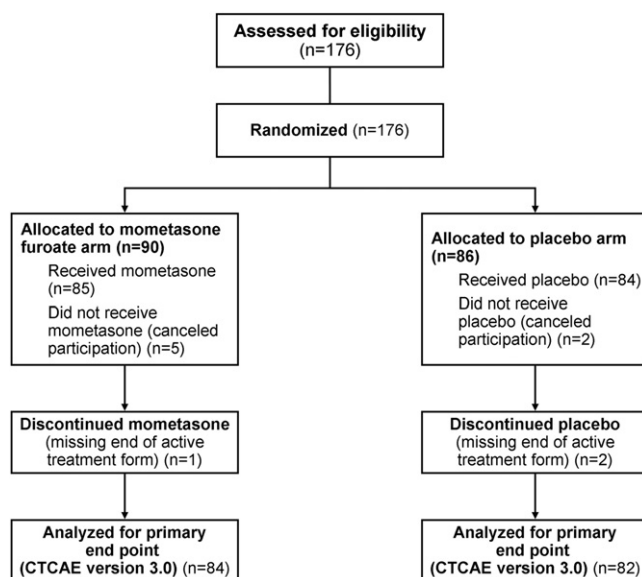 Assessed for eligibility
(n=176)
Randomized (n=176)
Allocated to mometasone
furoate arm (n=90)
Received mometasone
(n=85)
Did not receive
mometasone (canceled
participation) (n=5)
Allocated to placebo arm
(n=86)
Received placebo (n=84)
Did not receive
placebo (canceled
participation) (n=2)
Discontinued mometasone
(missing end of active
treatment form) (n=1)
Discontinued placebo
(missing end of active
treatment form) (n=2)
Analyzed for primary
end point
(CTCAE version 3.0) (n=84)
Analyzed for primary
end point
(CTCAE version 3.0) (n=82)